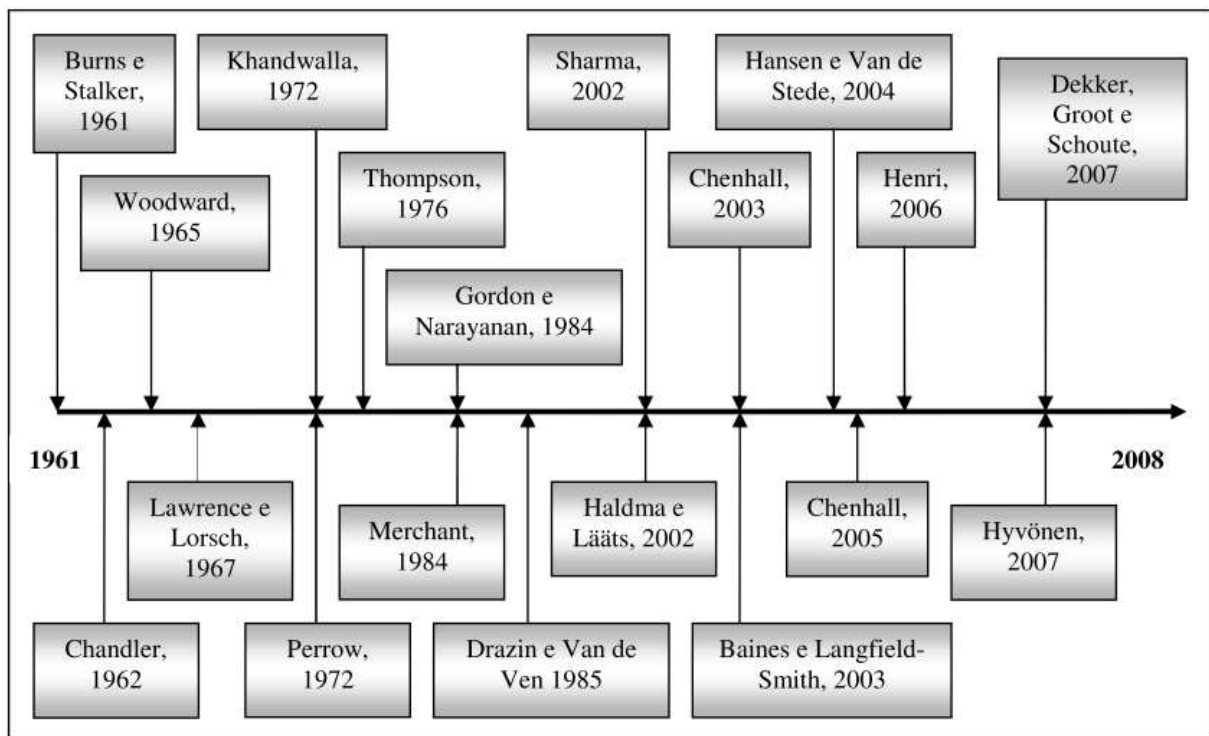 Burns e
Stalker,
1961
Khandwalla,
1972
Sharma,
2002
Hansen e Van de
Stede, 2004
Dekker,
Groot e
Schoute,
2007
Woodward,
1965
Thompson,
1976
Chenhall,
2003
Henri,
2006
Gordon e
Narayanan, 1984
1961
2008
Lawrence e
Lorsch,
1967
Merchant,
1984
Haldma e
Lääts, 2002
Chenhall,
2005
Hyvönen,
2007
Chandler,
1962
Perrow,
1972
Drazin e Van de
Ven 1985
Baines e Langfield-
Smith, 2003